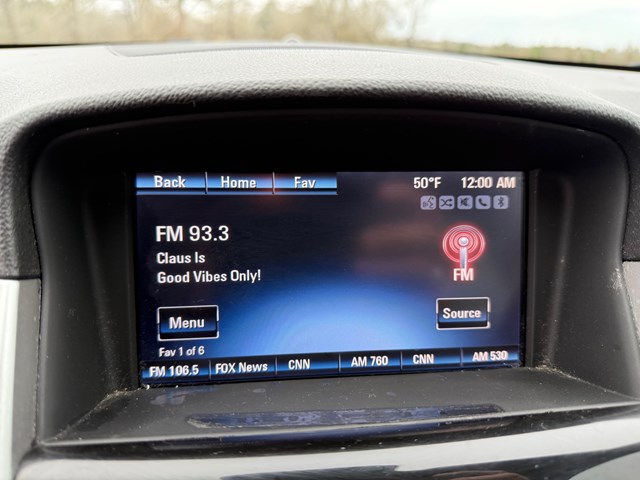 Back Home Fav 50°F 12:00 AM
FM 93.3
Claus Is
Good Vibes Only!
FM
Menu
Source
Fav 1 of 6
FM 106.5 FOX News CNN AM 760 CNN AM 530